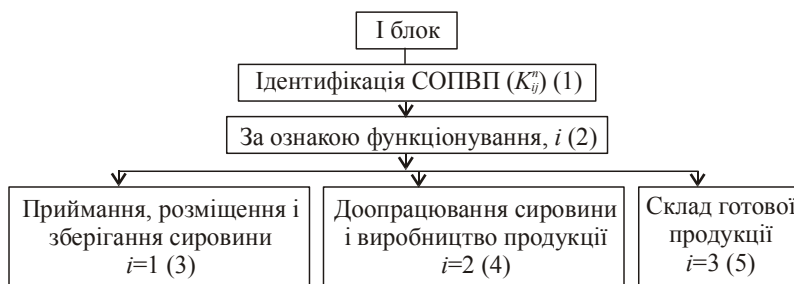 І блок
Ідентифікація СОПВП (Kⁿᵢⱼ) (1)
За ознакою функціонування, i (2)
Приймання, розміщення і
зберігання сировини
i=1 (3)
Доопрацювання сировини
і виробництво продукції
i=2 (4)
Склад готової
продукції
i=3 (5)